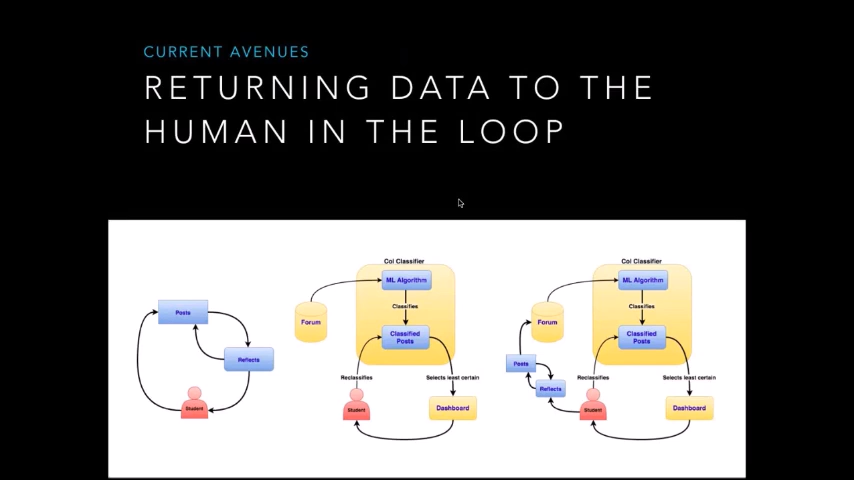 CURRENT AVENUES
RETURNING DATA TO THE
HUMAN IN THE LOOP
Posts
Reflects
Student
CoI Classifier
ML Algorithm
Classifies
Forum
Classified
Posts
Reclassifies
Selects least certain
Student
Dashboard
CoI Classifier
ML Algorithm
Classifies
Forum
Classified
Posts
Posts
Reflects
Reclassifies
Selects least certain
Student
Dashboard